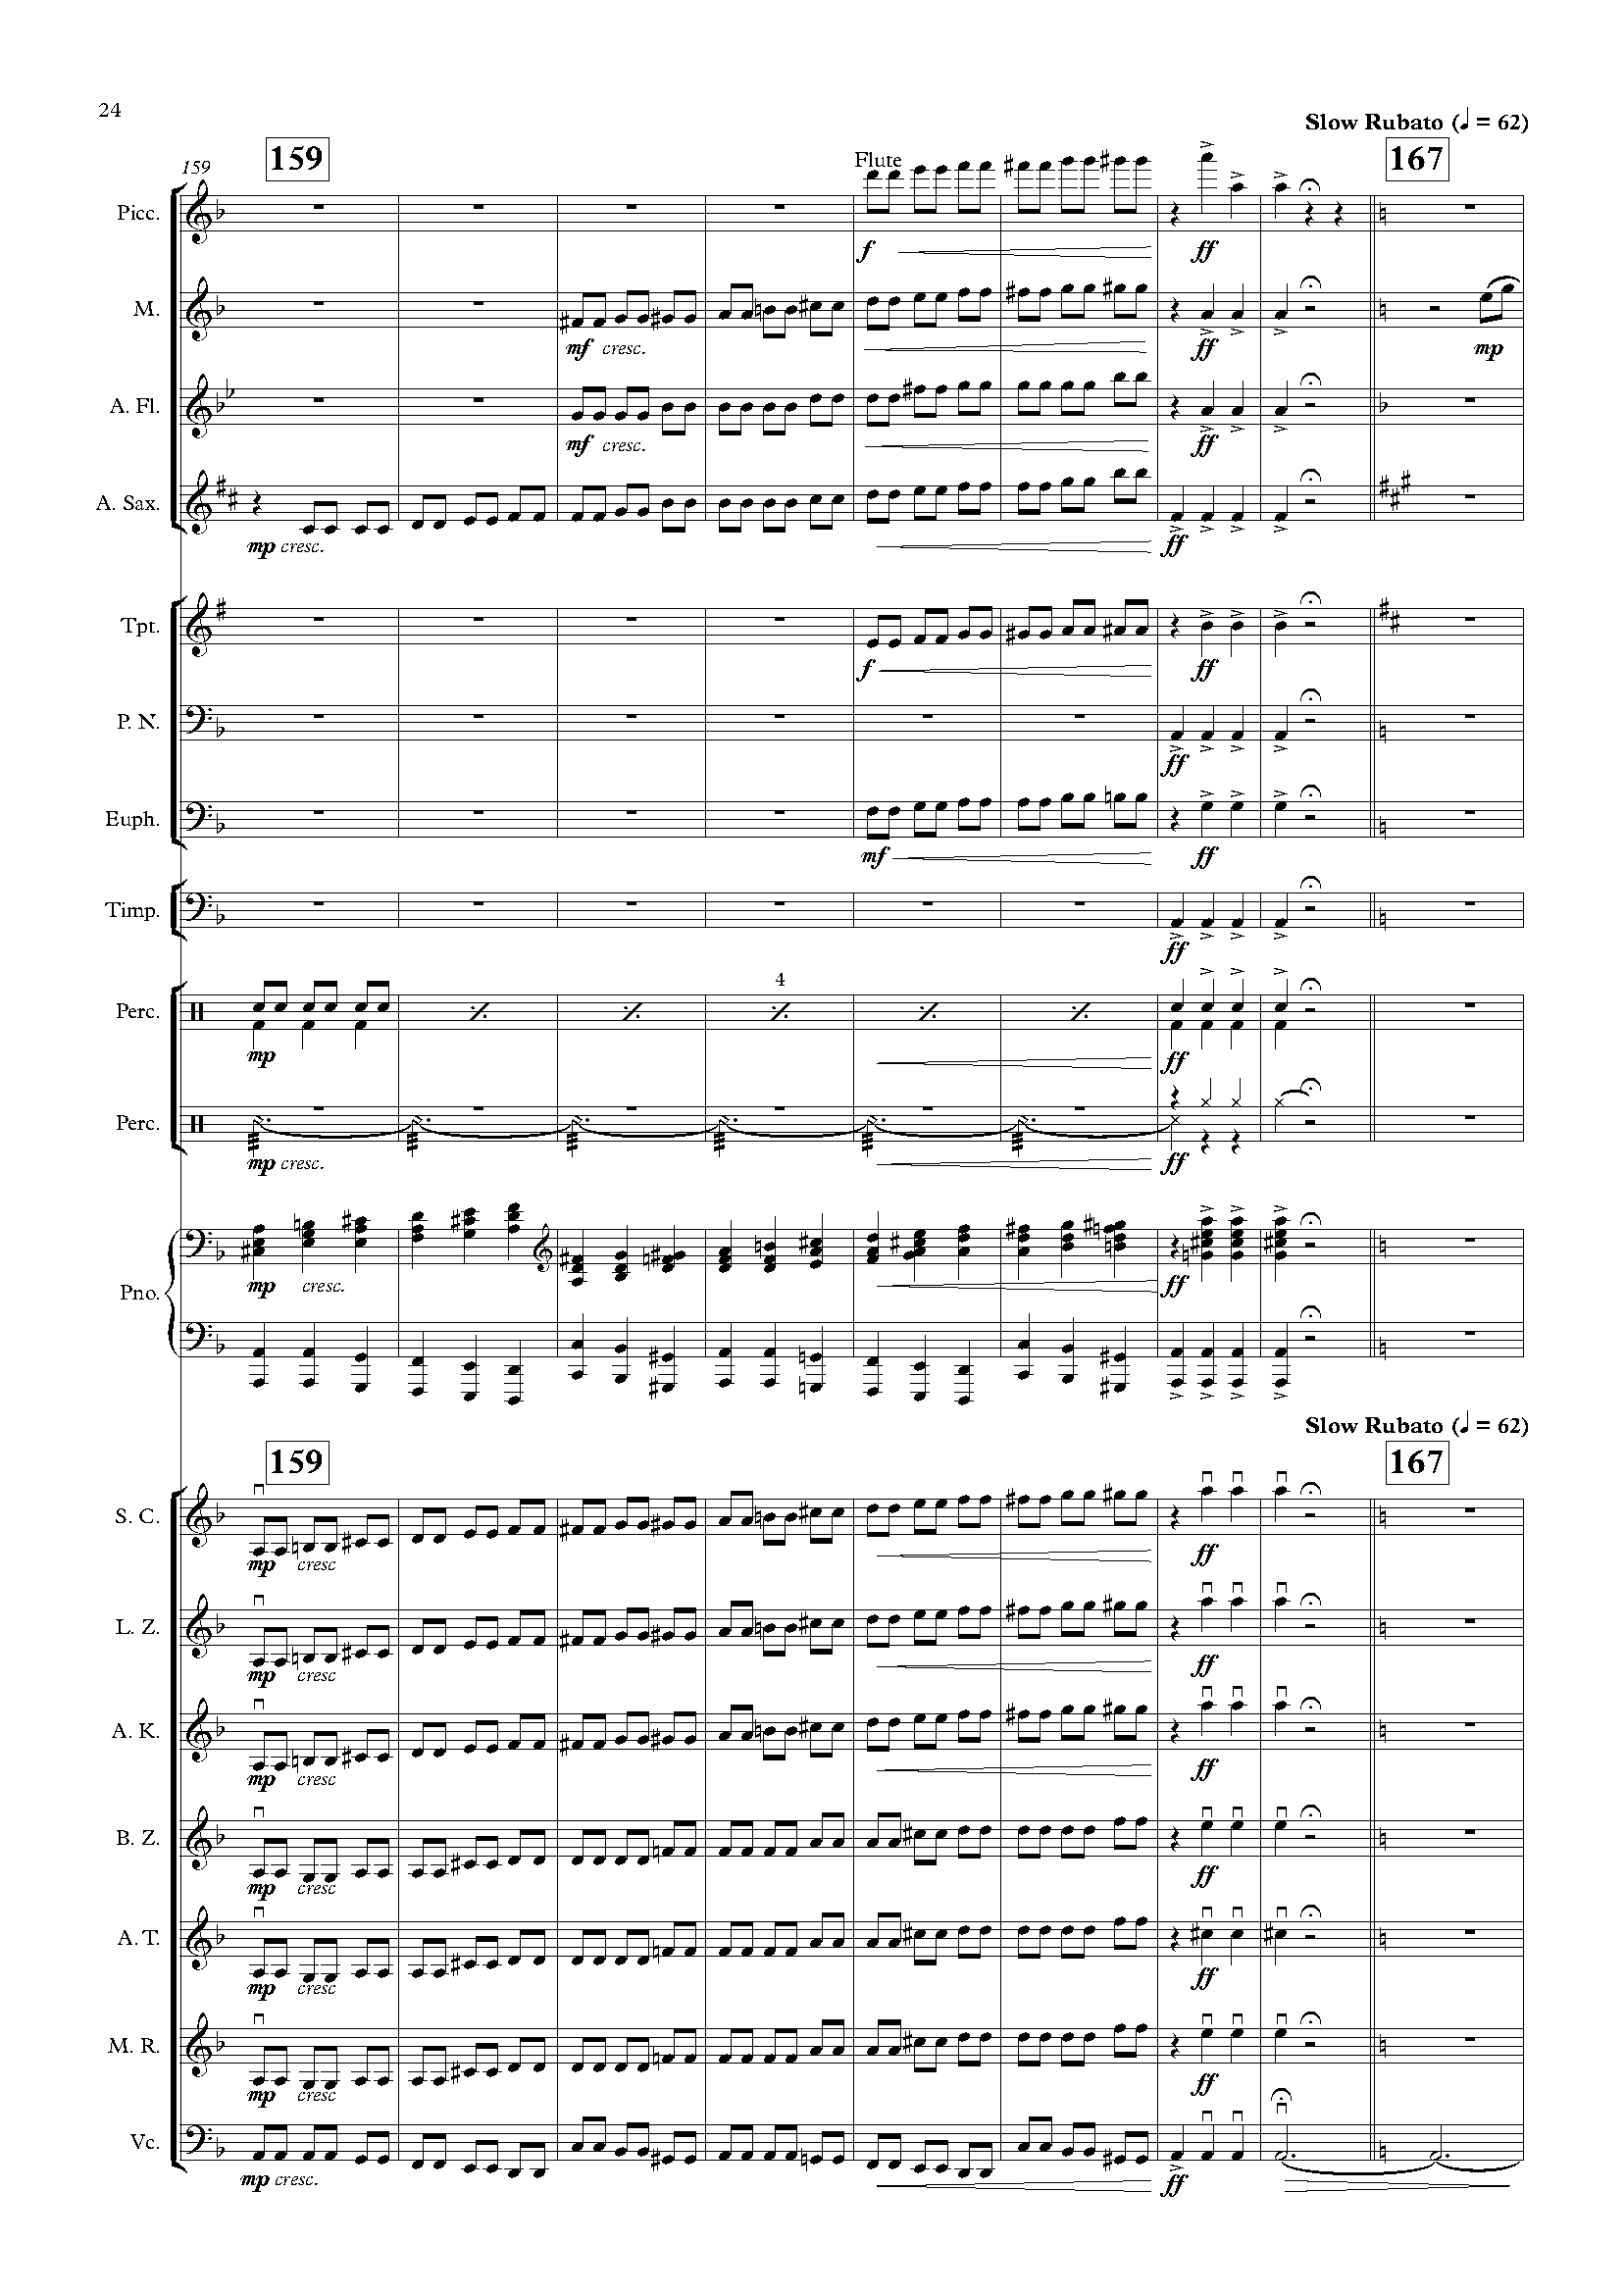 24
Slow Rubato (♩ = 62)
159
159
167
Flute
Picc.
f
ff
M.
mf cresc.
ff
mp
A. Fl.
mf cresc.
ff
A. Sax.
mp cresc.
ff
Tpt.
f
ff
P. N.
ff
Euph.
mf
ff
Timp.
ff
4
Perc.
mp
ff
Perc.
mp cresc.
ff
Pno.
mp cresc.
ff
Slow Rubato (♩ = 62)
159
167
S. C.
mp cresc
ff
L. Z.
mp cresc
ff
A. K.
mp cresc
ff
B. Z.
mp cresc
ff
A. T.
mp cresc
ff
M. R.
mp cresc
ff
Vc.
mp cresc.
ff